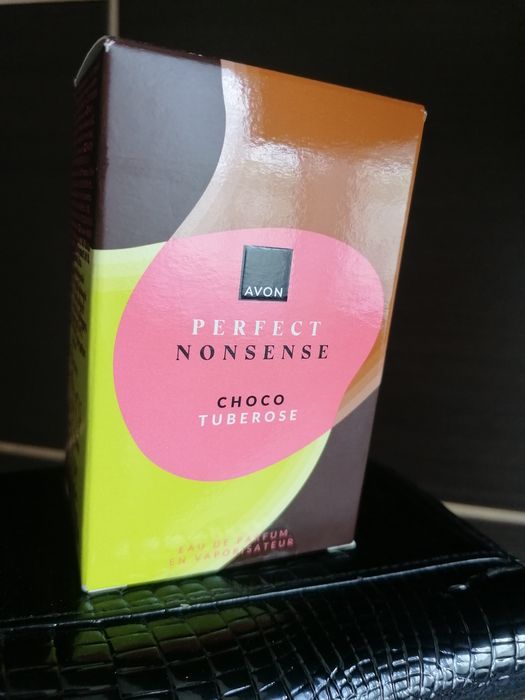 AVON
PERFECT
NONSENSE
CHOCO
TUBEROSE
EAU DE PARFUM
EN VAPORISATEUR